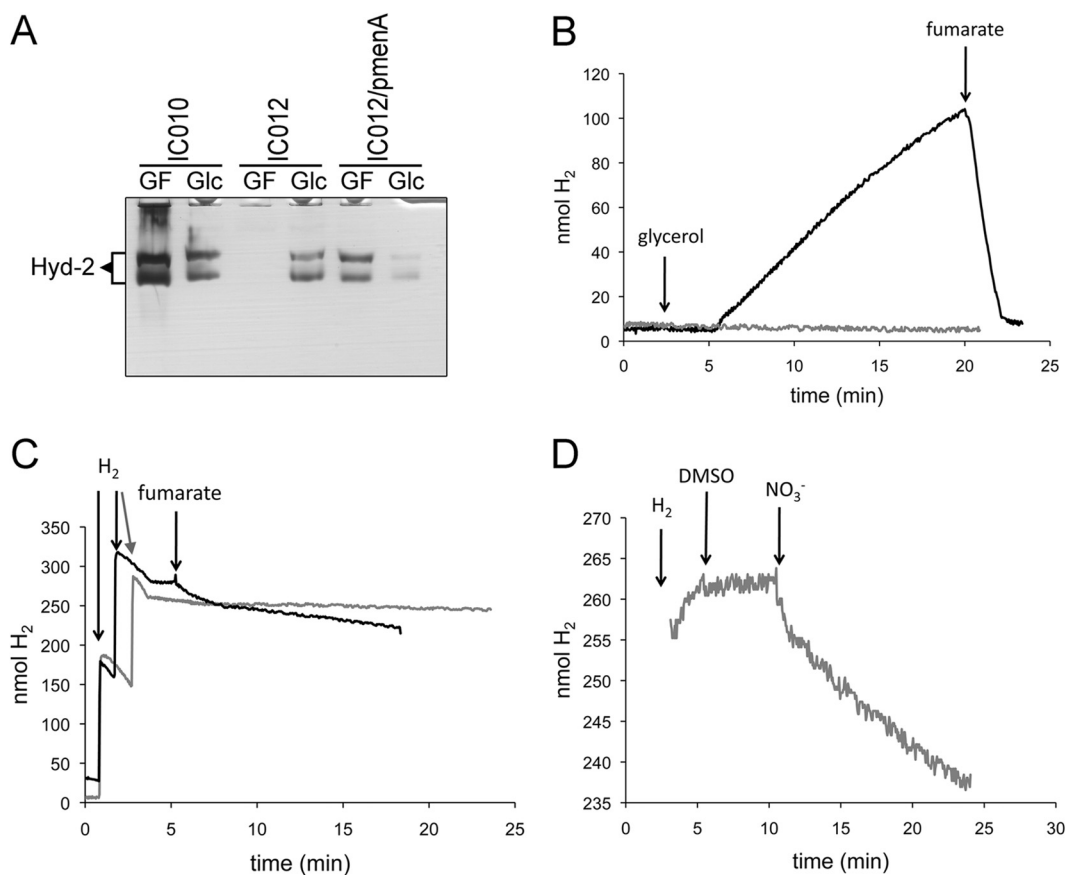 A
IC010
IC012
IC012/pmenA
GF Glc GF Glc GF Glc
Hyd-2
B
fumarate
glycerol
nmol H₂
120
100
80
60
40
20
0
0 5 10 15 20 25
time (min)
C
H₂
fumarate
nmol H₂
350
300
250
200
150
100
50
0
0 5 10 15 20 25
time (min)
D
H₂
DMSO
NO₃⁻
nmol H₂
270
265
260
255
250
245
240
235
0 5 10 15 20 25 30
time (min)